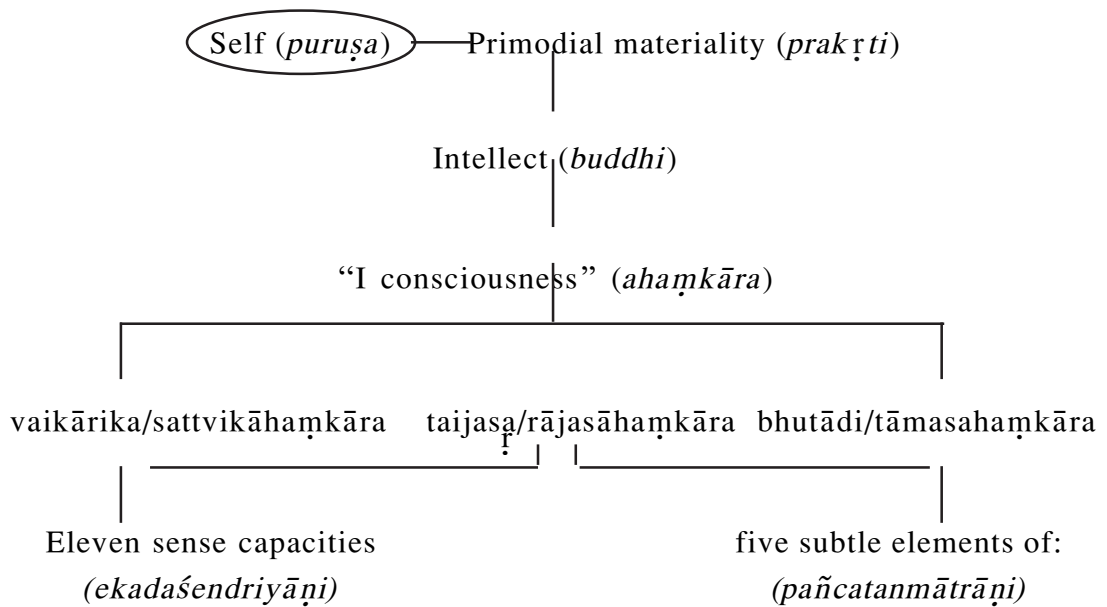 Self (puruṣa) Primodial materiality (prakṛti)
Intellect (buddhi)
“I consciousness” (ahaṃkāra)
vaikārika/sattvikāhaṃkāra taijasạ/rājasāhaṃkāra bhutādi/tāmasahaṃkāra
ṛ
Eleven sense capacities five subtle elements of:
(ekadaśendriyāṇi) (pañcatanmātrāṇi)